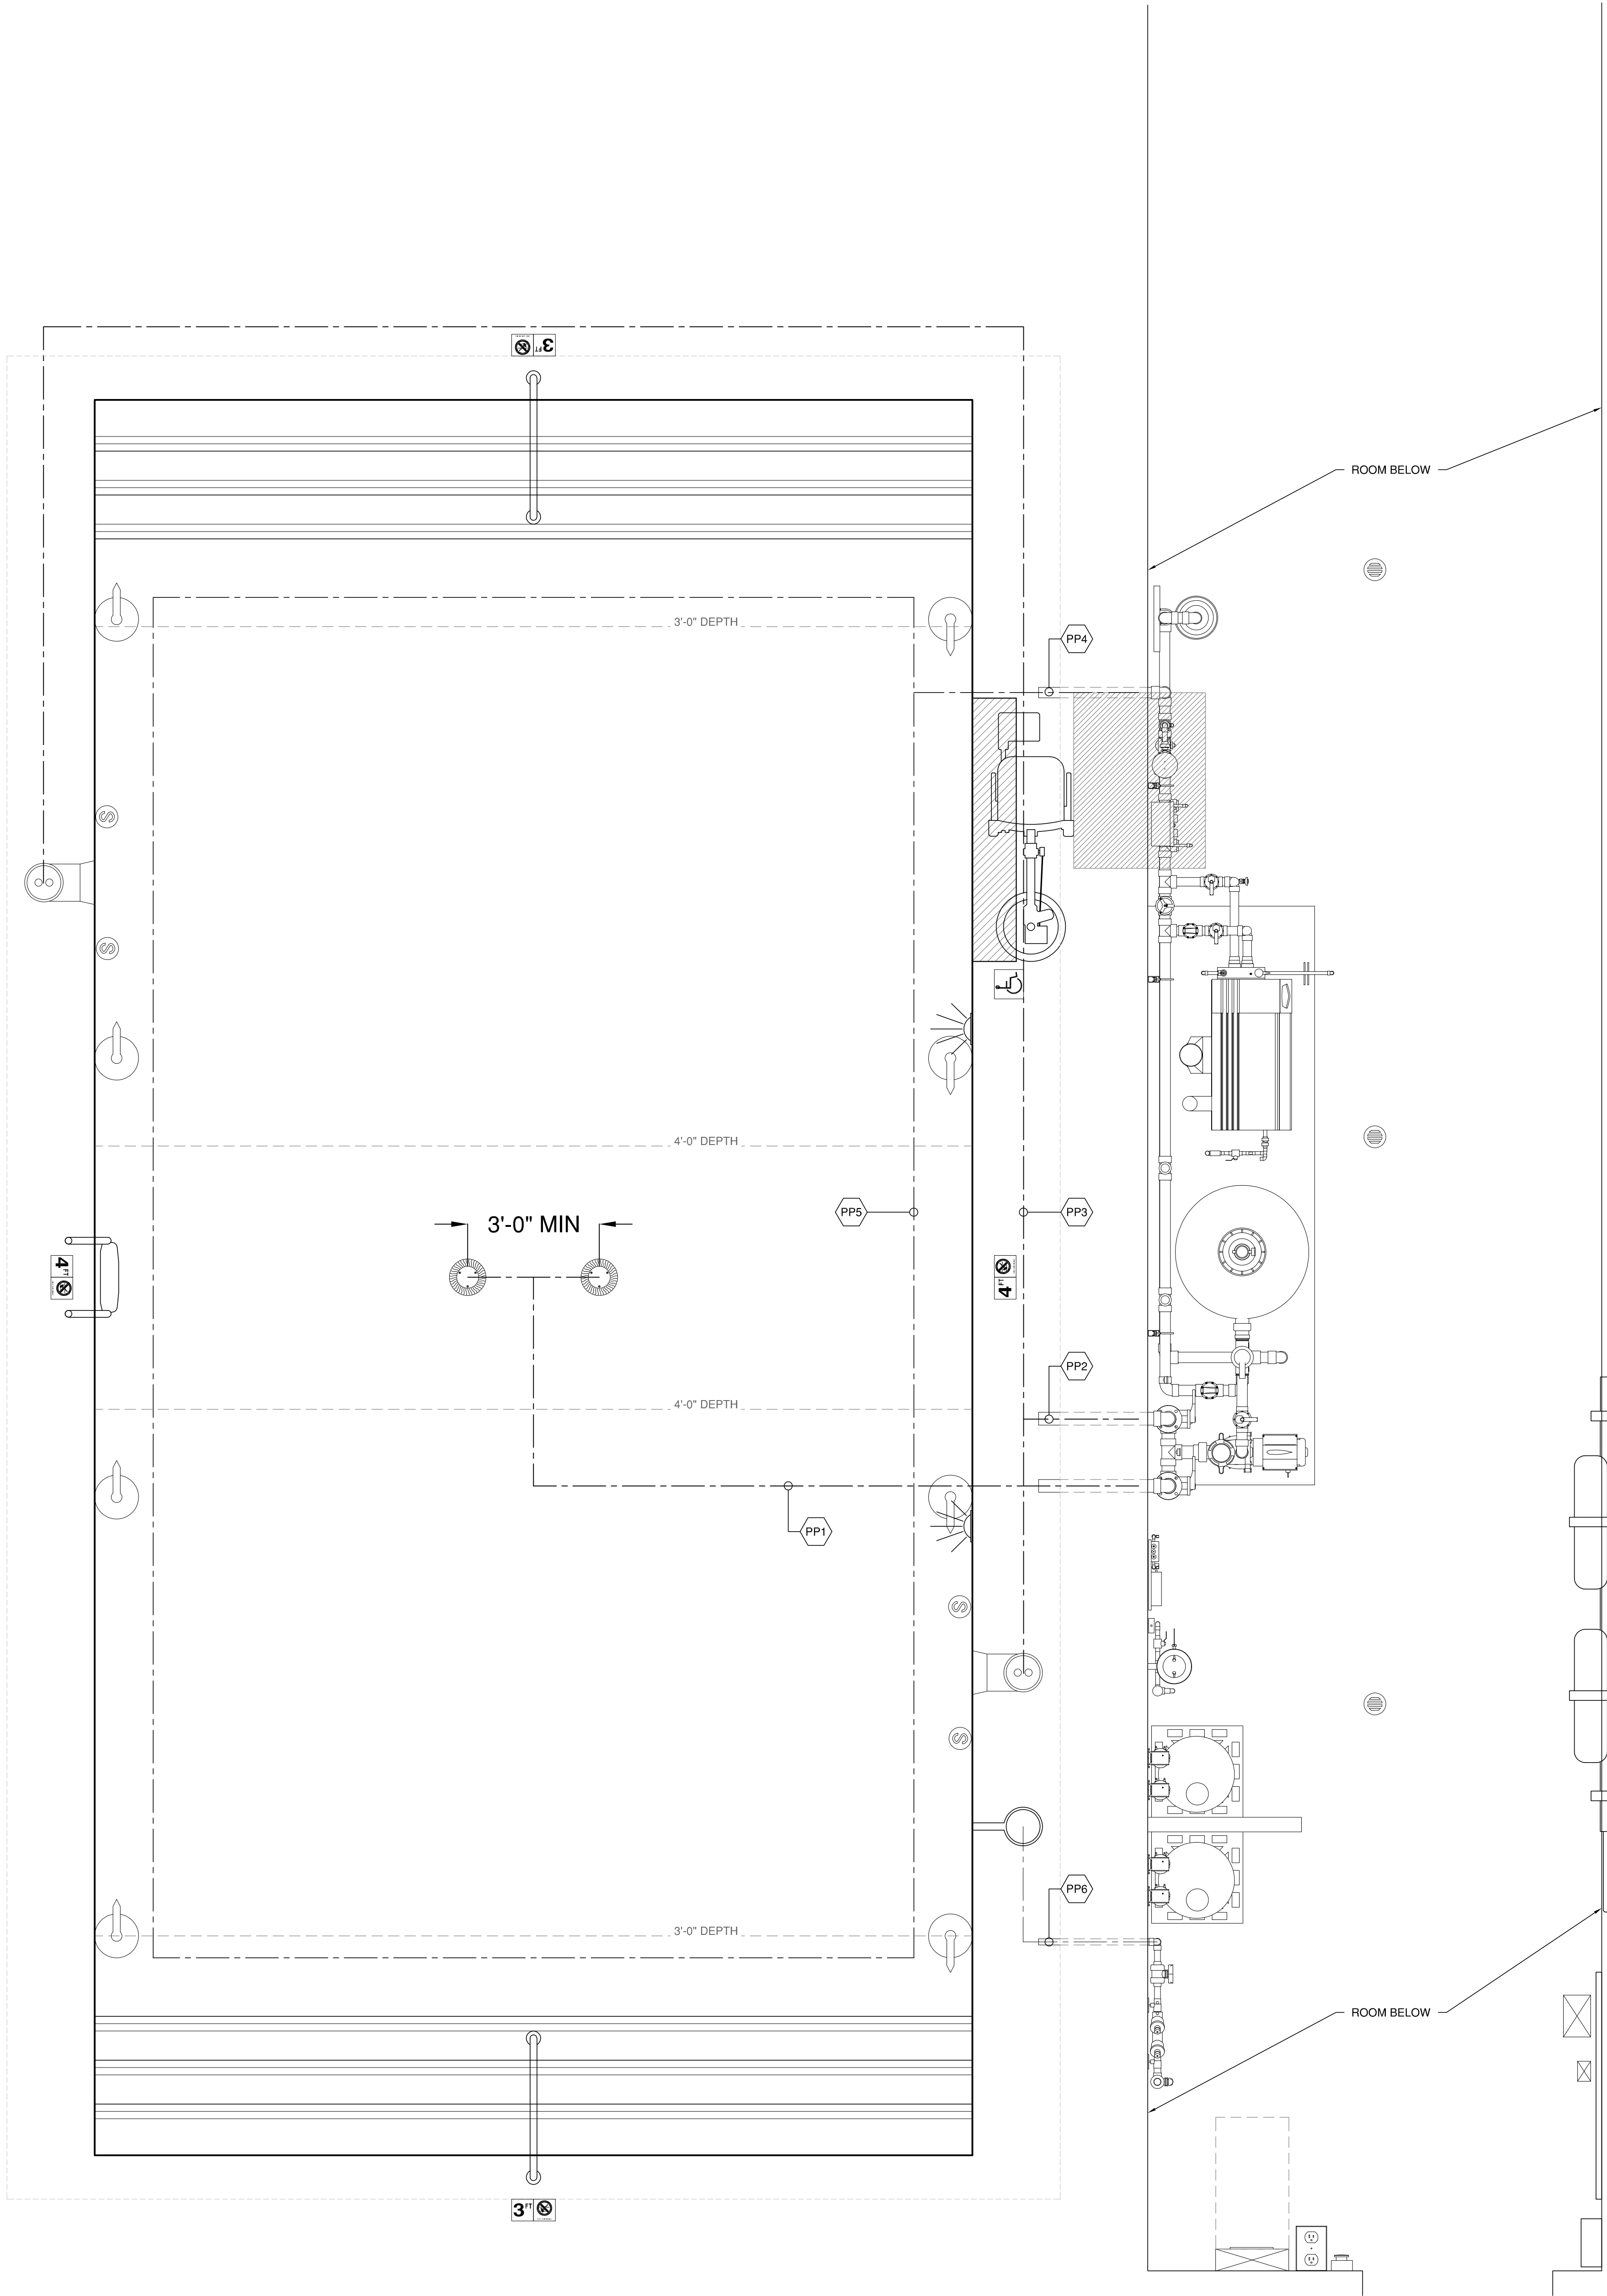 3 FT
ROOM BELOW
3'-0" DEPTH
PP4
S
S
4'-0" DEPTH
PP5
3'-0" MIN
PP3
4 FT
4 FT
PP2
4'-0" DEPTH
PP1
S
S
PP6
3'-0" DEPTH
ROOM BELOW
3 FT